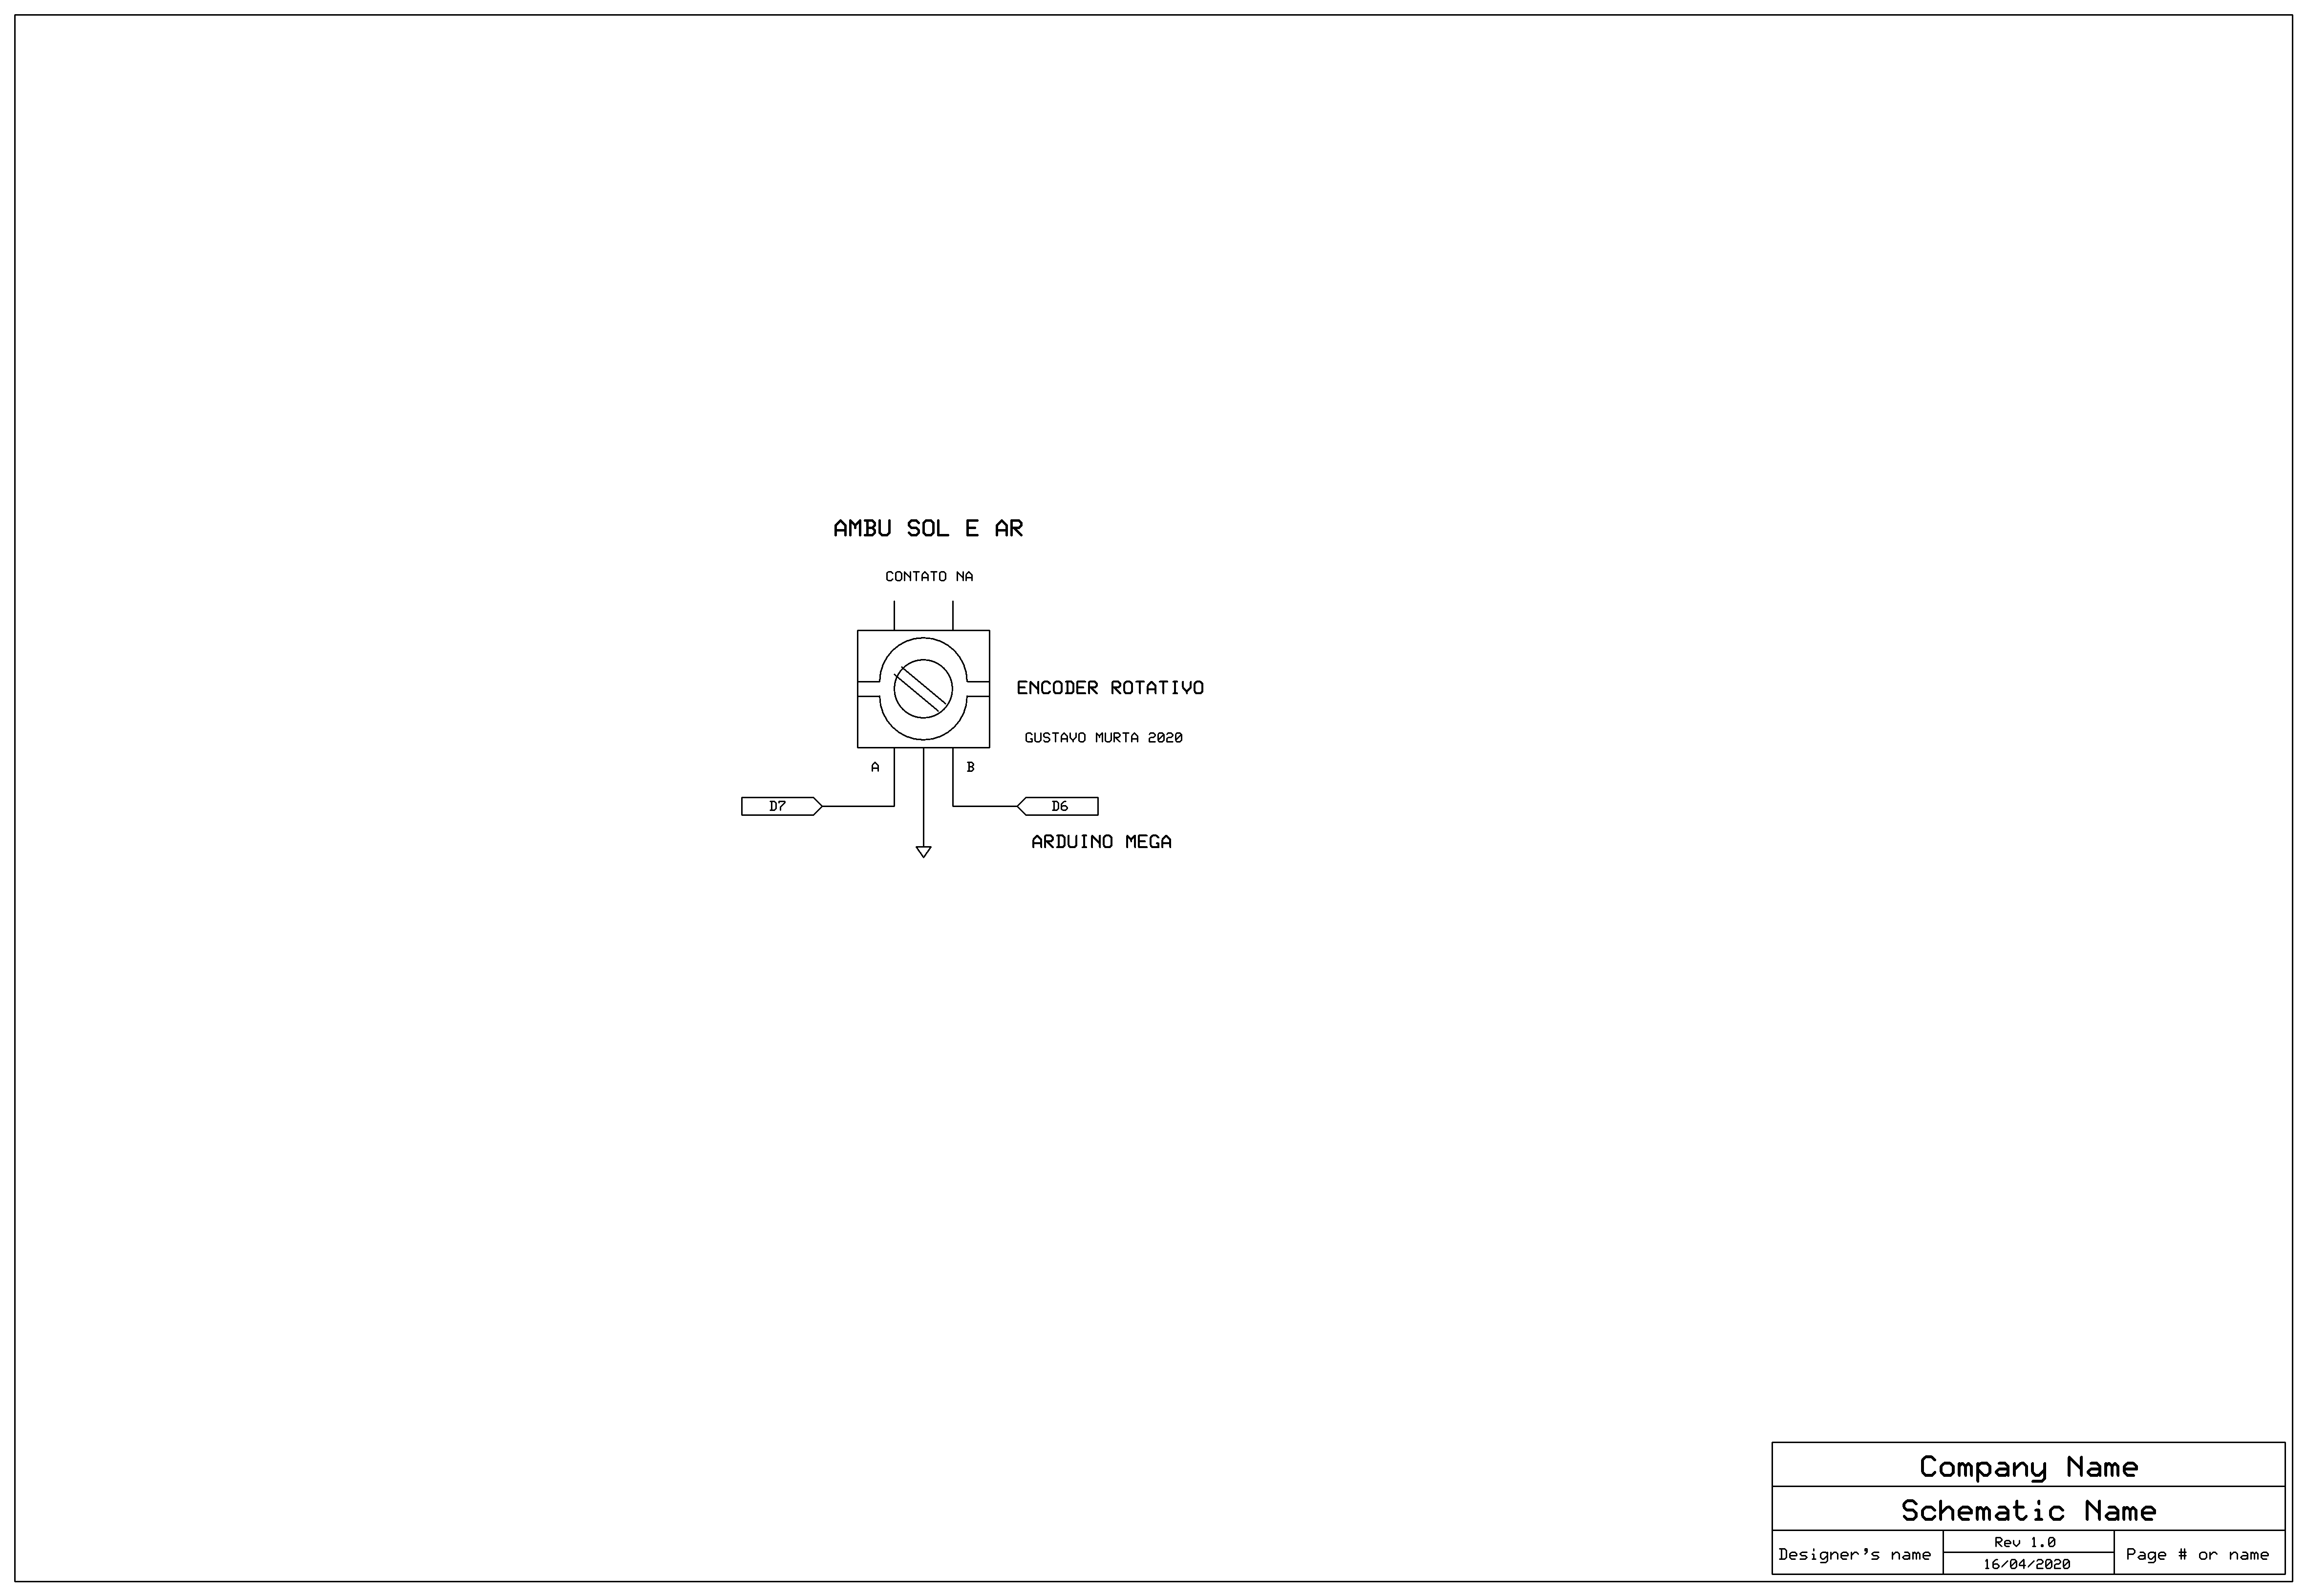 AMBU SOL E AR
CONTATO NA
ENCODER ROTATIVO
GUSTAVO MURTA 2020
A
B
D7
D6
ARDUINO MEGA
Company Name
Schematic Name
Designer's name
Rev 1.0
16/04/2020
Page # or name